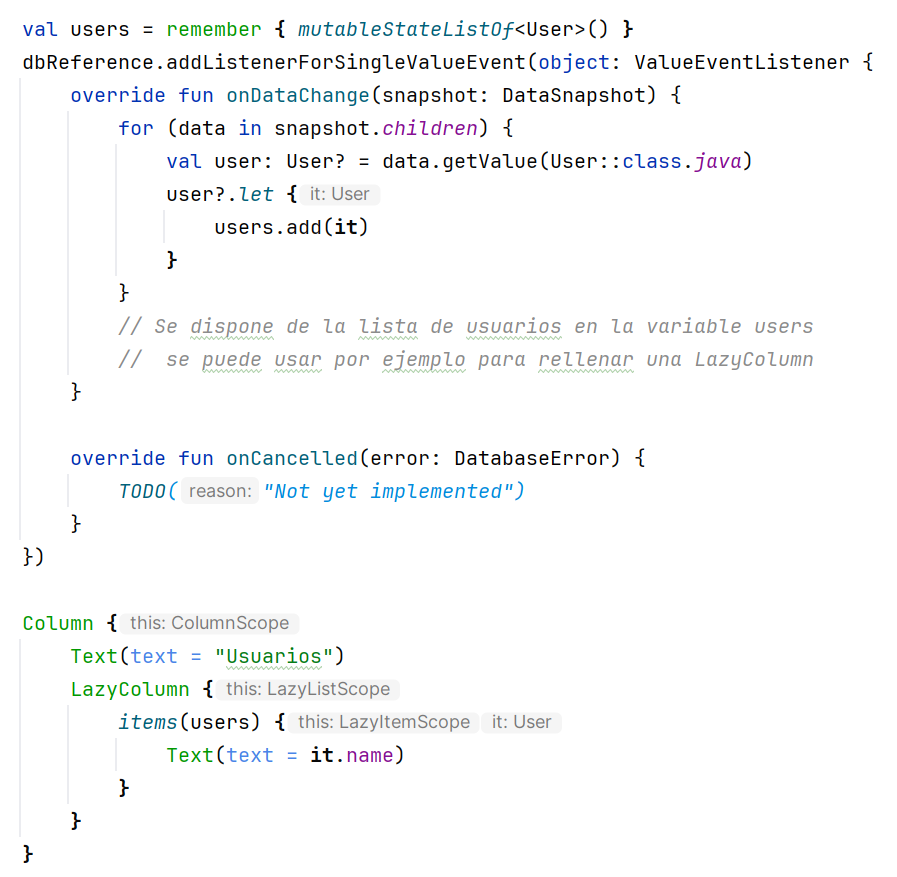 val users = remember { mutableStateListOf<User>() }
dbReference.addListenerForSingleValueEvent(object: ValueEventListener {
    override fun onDataChange(snapshot: DataSnapshot) {
        for (data in snapshot.children) {
            val user: User? = data.getValue(User::class.java)
            user?.let { it: User
                users.add(it)
            }
        }
        // Se dispone de la lista de usuarios en la variable users
        //  se puede usar por ejemplo para rellenar una LazyColumn
    }

    override fun onCancelled(error: DatabaseError) {
        TODO( reason: "Not yet implemented")
    }
})

Column { this: ColumnScope
    Text(text = "Usuarios")
    LazyColumn { this: LazyListScope
        items(users) { this: LazyItemScope it: User
            Text(text = it.name)
        }
    }
}